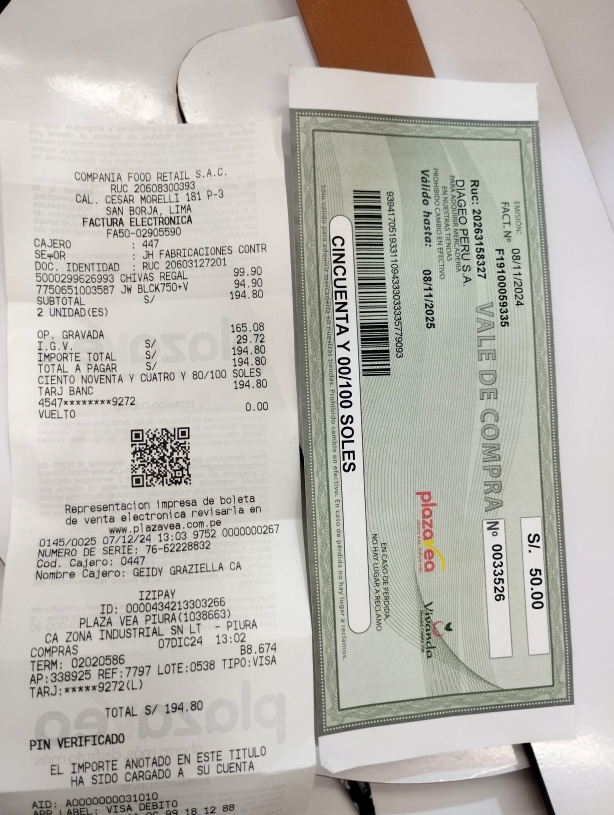 COMPANIA FOOD RETAIL S.A.C.
RUC 20608300393
CAL. CESAR MORELLI 181 P-3
SAN BORJA, LIMA
FACTURA ELECTRONICA
FA50-02905590
CAJERO : 447
SE=OR : JH FABRICACIONES CONTR
DOC. IDENTIDAD : RUC 20603127201
5000299626993 CHIVAS REGAL 99.90
7750651003587 JW BLCK750+V 94.90
SUBTOTAL S/ 194.80
2 UNIDAD(ES)
OP. GRAVADA 165.08
I.G.V. S/ 29.72
IMPORTE TOTAL S/ 194.80
TOTAL A PAGAR S/ 194.80
CIENTO NOVENTA Y CUATRO Y 80/100 SOLES
TARJ BANC 194.80
4547********9272
VUELTO 0.00
Representacion impresa de boleta
de venta electronica revisarla en
www.plazavea.com.pe
0145/0025 07/12/24 13:03 9752 0000000267
NUMERO DE SERIE: 76-62228832
Cod. Cajero: 0447
Nombre Cajero: GEIDY GRAZIELLA CA
IZIPAY
ID: 0000434213303266
PLAZA VEA PIURA(1038663)
CA ZONA INDUSTRIAL SN LT - PIURA
COMPRAS 07DIC24 13:02
TERM: 02020586 B8.674
AP:338925 REF:7797 LOTE:0538 TIPO:VISA
TARJ:*****9272(L)
TOTAL S/ 194.80
PIN VERIFICADO
EL IMPORTE ANOTADO EN ESTE TITULO
HA SIDO CARGADO A SU CUENTA
AID: A0000000031010
APP LABEL: VISA DEBITO
99 18 12 88
EMISIÓN: 08/11/2024
FACT. Nº F19100059335
VALE DE COMPRA Nº 0033526
S/. 50.00
Ruc: 20263158327
DIAGEO PERU S.A.
PARA ADQUIRIR MERCADERIA
EN NUESTRAS TIENDAS
PROHIBIDO CAMBIO EN EFECTIVO
Válido hasta: 08/11/2025
plazavea
Vivanda
EN CASO DE PERDIDA,
NO HAY LUGAR A RECLAMO
CINCUENTA Y 00/100 SOLES
en nuestras tiendas. Prohibido cambio en efectivo. En caso de pérdida no hay lugar a reclamos.